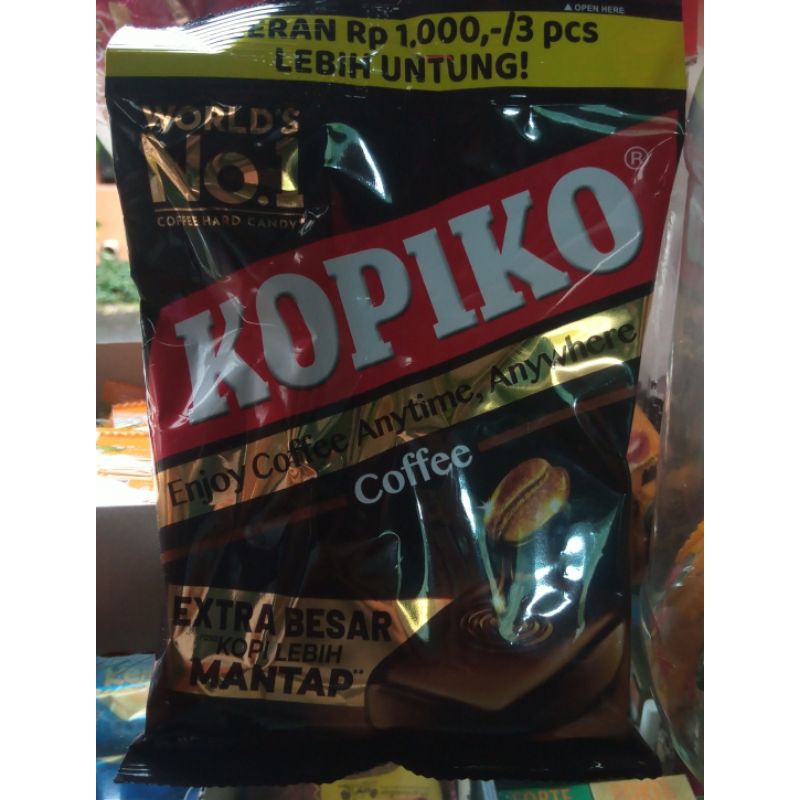 ▲ OPEN HERE
ERAN Rp 1.000,-/3 pcs
LEBIH UNTUNG!
WORLD'S
No.1
COFFEE HARD CANDY*
KOPIKO®
Enjoy Coffee Anytime, Anywhere
Coffee
EXTRA BESAR
KOPI LEBIH
MANTAP**
FORTE